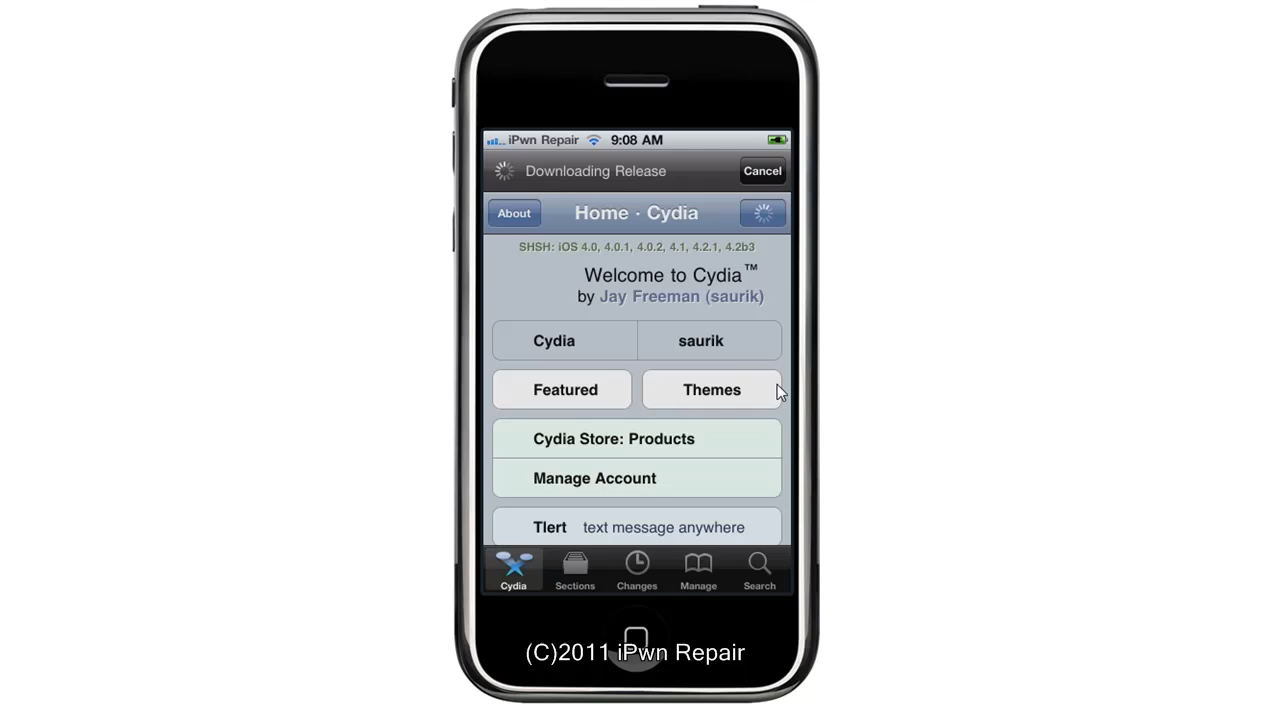 iPwn Repair 9:08 AM
Downloading Release Cancel
About Home · Cydia
SHSH: iOS 4.0, 4.0.1, 4.0.2, 4.1, 4.2.1, 4.2b3
Welcome to Cydia™
by Jay Freeman (saurik)
Cydia saurik
Featured Themes
Cydia Store: Products
Manage Account
Tlert text message anywhere
Cydia Sections Changes Manage Search
(C)2011 iPwn Repair